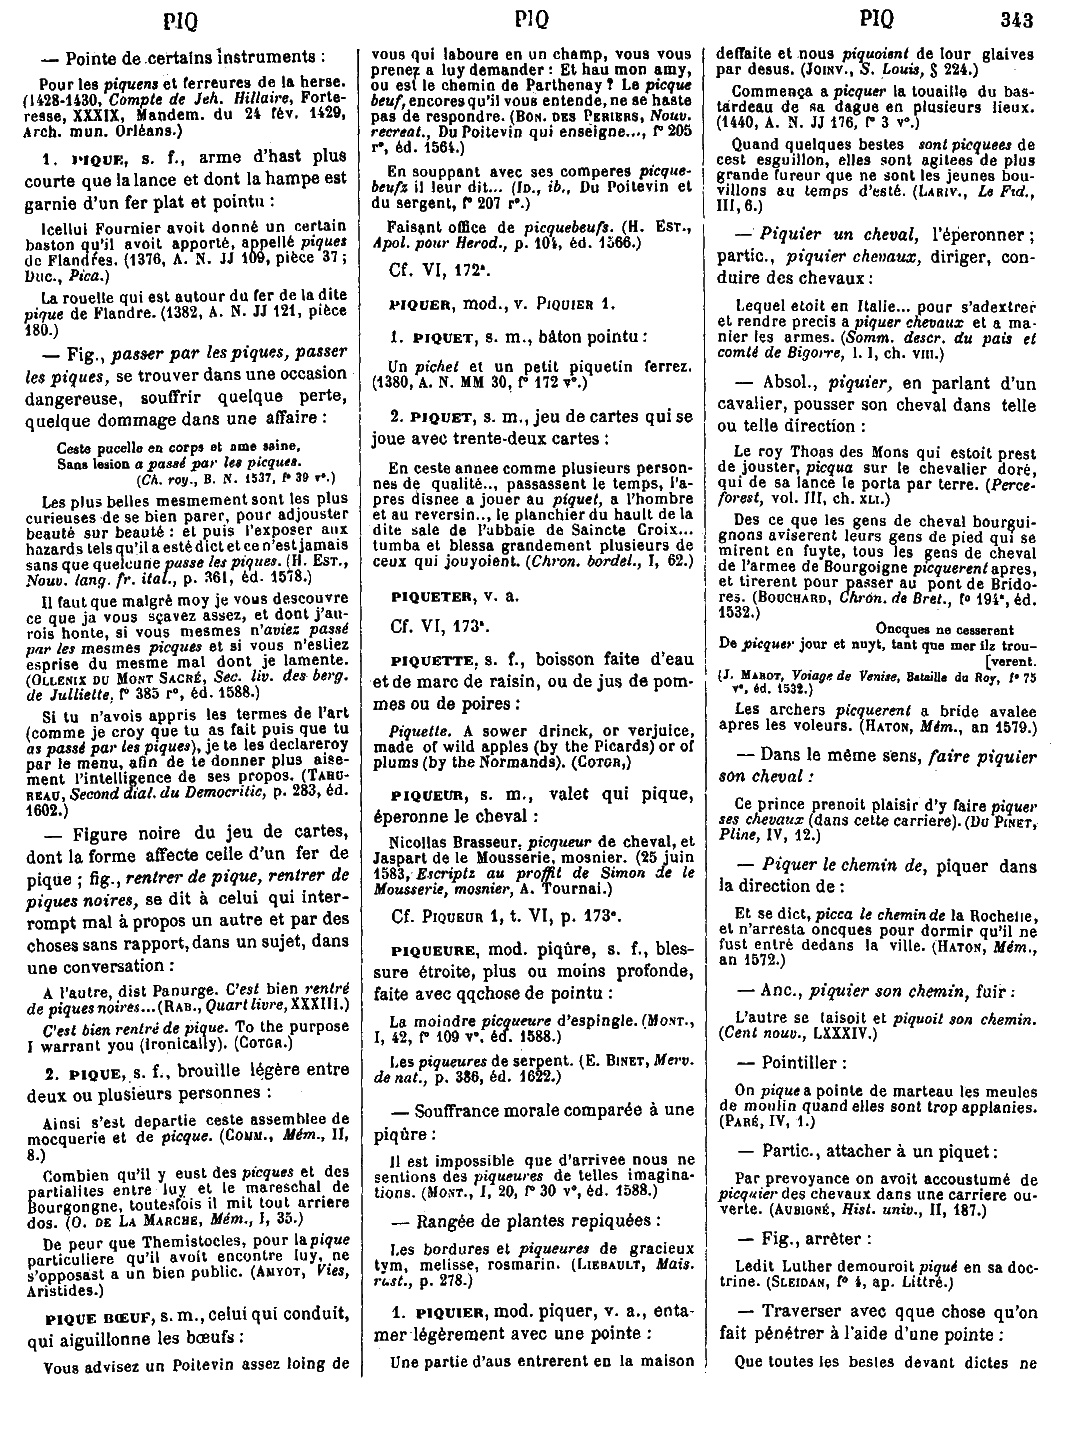 PIQ
PIQ
PIQ 343
— Pointe de certains instruments :
Pour les piquens et ferreures de la herse.
(1428-1430, Compte de Jeh. Hillaire, Forte-
resse, XXXIX, Mandem. du 24 fév. 1429,
Arch. mun. Orléans.)
1. PIQUE, s. f., arme d'hast plus
courte que la lance et dont la hampe est
garnie d'un fer plat et pointu :
Icellui Fournier avoit donné un certain
baston qu'il avoit apporté, appellé piques
de Flandres. (1376, A. N. JJ 109, pièce 37 ;
Duc., Pica.)
La rouelle qui est autour du fer de la dite
pique de Flandre. (1382, A. N. JJ 121, pièce
180.)
— Fig., passer par les piques, passer
les piques, se trouver dans une occasion
dangereuse, souffrir quelque perte,
quelque dommage dans une affaire :
Ceste pucelle en corps et ame saine,
Sans lesion a passé par les picques.
(Ch. roy., B. N. 1537, f° 39 v°.)
Les plus belles mesmement sont les plus
curieuses de se bien parer, pour adjouster
beauté sur beauté : et puis l'exposer aux
hazards tels qu'il a esté dict et ce n'est jamais
sans que quelcune passe les piques. (H. EST.,
Nouv. lang. fr. ital., p. 361, éd. 1578.)
Il faut que malgré moy je vous descouvre
ce que ja vous sçavez assez, et dont j'au-
rois honte, si vous mesmes n'aviez passé
par les mesmes picques et si vous n'estiez
esprise du mesme mal dont je lamente.
(OLLENIX DU MONT SACRÉ, Sec. liv. des berg.
de Julliette, f° 385 r°, éd. 1588.)
Si tu n'avois appris les termes de l'art
(comme je croy que tu as fait puis que tu
as passé par les piques), je te les declareroy
par le menu, afin de te donner plus aise-
ment l'intelligence de ses propos. (TAHU-
REAU, Second dial. du Democritic, p. 283, éd.
1602.)
— Figure noire du jeu de cartes,
dont la forme affecte celle d'un fer de
pique ; fig., rentrer de pique, rentrer de
piques noires, se dit à celui qui inter-
rompt mal à propos un autre et par des
choses sans rapport, dans un sujet, dans
une conversation :
A l'autre, dist Panurge. C'est bien rentré
de piques noires... (RAB., Quart livre, XXXIII.)
C'est bien rentré de pique. To the purpose
I warrant you (ironically). (COTGR.)
2. PIQUE, s. f., brouille légère entre
deux ou plusieurs personnes :
Ainsi s'est departie ceste assemblee de
mocquerie et de picque. (COMM., Mém., II,
8.)
Combien qu'il y eust des picques et des
partialites entre luy et le mareschal de
Bourgongne, toutesfois il mit tout arriere
dos. (O. DE LA MARCHE, Mém., I, 35.)
De peur que Themistocles, pour la pique
particuliere qu'il avoit encontre luy, ne
s'opposast a un bien public. (AMYOT, Vies,
Aristides.)
PIQUE BŒUF, s. m., celui qui conduit,
qui aiguillonne les bœufs :
Vous advisez un Poitevin assez loing de
vous qui laboure en un champ, vous vous
prenez a luy demander : Et hau mon amy,
ou est le chemin de Parthenay ? Le picque
beuf, encores qu'il vous entende, ne se haste
pas de respondre. (BON. DES PERIERS, Nouv.
recreat., Du Poitevin qui enseigne..., f° 205
r°, éd. 1564.)
En souppant avec ses comperes picque-
beufz il leur dit... (ID., ib., Du Poitevin et
du sergent, f° 207 r°.)
Faisant office de picquebeufs. (H. EST.,
Apol. pour Herod., p. 104, éd. 1566.)
Cf. VI, 172ᵃ.
PIQUER, mod., v. PIQUIER 1.
1. PIQUET, s. m., bâton pointu :
Un pichet et un petit piquetin ferrez.
(1380, A. N. MM 30, f° 172 v°.)
2. PIQUET, s. m., jeu de cartes qui se
joue avec trente-deux cartes :
En ceste annee comme plusieurs person-
nes de qualité.., passassent le temps, l'a-
pres disnee a jouer au piquet, a l'hombre
et au reversin.., le planchier du hault de la
dite sale de l'abbaie de Saincte Croix...
tumba et blessa grandement plusieurs de
ceux qui jouyoient. (Chron. bordel., I, 62.)
PIQUETER, v. a.
Cf. VI, 173ᵃ.
PIQUETTE, s. f., boisson faite d'eau
et de marc de raisin, ou de jus de pom-
mes ou de poires :
Piquette. A sower drinck, or verjuice,
made of wild apples (by the Picards) or of
plums (by the Normands). (COTGR,)
PIQUEUR, s. m., valet qui pique,
éperonne le cheval :
Nicollas Brasseur, picqueur de cheval, et
Jaspart de le Mousserie, mosnier. (25 juin
1583, Escriptz au proffit de Simon de le
Mousserie, mosnier, A. Tournai.)
Cf. PIQUEUR 1, t. VI, p. 173ᵃ.
PIQUEURE, mod. piqûre, s. f., bles-
sure étroite, plus ou moins profonde,
faite avec qqchose de pointu :
La moindre picqueure d'espingle. (MONT.,
I, 42, f° 109 v°. éd. 1588.)
Les piqueures de serpent. (E. BINET, Merv.
de nat., p. 386, éd. 1622.)
— Souffrance morale comparée à une
piqûre :
Il est impossible que d'arrivee nous ne
sentions des piqueures de telles imagina-
tions. (MONT., I, 20, f° 30 v°, éd. 1588.)
— Rangée de plantes repiquées :
Les bordures et piqueures de gracieux
tym, melisse, rosmarin. (LIEBAULT, Mais.
rust., p. 278.)
1. PIQUIER, mod. piquer, v. a., enta-
mer légèrement avec une pointe :
Une partie d'aus entrerent en la maison
deffaite et nous piquoient de lour glaives
par desus. (JOINV., S. Louis, § 224.)
Commença a picquer la touaille du bas-
tardeau de sa dague en plusieurs lieux.
(1440, A. N. JJ 176, f° 3 v°.)
Quand quelques bestes sont picquees de
cest esguillon, elles sont agitees de plus
grande fureur que ne sont les jeunes bou-
villons au temps d'esté. (LARIV., Le Fid.,
III, 6.)
— Piquier un cheval, l'éperonner ;
partic., piquier chevaux, diriger, con-
duire des chevaux :
Lequel etoit en Italie... pour s'adextrer
et rendre precis a piquer chevaux et a ma-
nier les armes. (Somm. descr. du pais et
comté de Bigorre, l. I, ch. VIII.)
— Absol., piquier, en parlant d'un
cavalier, pousser son cheval dans telle
ou telle direction :
Le roy Thoas des Mons qui estoit prest
de jouster, picqua sur le chevalier doré,
qui de sa lance le porta par terre. (Perce-
forest, vol. III, ch. XLI.)
Des ce que les gens de cheval bourgui-
gnons aviserent leurs gens de pied qui se
mirent en fuyte, tous les gens de cheval
de l'armee de Bourgoigne picquerent apres,
et tirerent pour passer au pont de Brido-
res. (BOUCHARD, Chron. de Bret., f° 194ᵃ, éd.
1532.)
Oncques ne cesserent
De picquer jour et nuyt, tant que mer ilz trou-
[verent.
(J. MAROT, Voiage de Venise, Bataille du Roy, f° 75
v°, éd. 1532.)
Les archers picquerent a bride avalee
apres les voleurs. (HATON, Mém., an 1579.)
— Dans le même sens, faire piquier
son cheval :
Ce prince prenoit plaisir d'y faire piquer
ses chevaux (dans cette carriere). (DU PINET,
Pline, IV, 12.)
— Piquer le chemin de, piquer dans
la direction de :
Et se dict, picca le chemin de la Rochelle,
et n'arresta oncques pour dormir qu'il ne
fust entré dedans la ville. (HATON, Mém.,
an 1572.)
— Anc., piquier son chemin, fuir :
L'autre se taisoit et piquoit son chemin.
(Cent nouv., LXXXIV.)
— Pointiller :
On pique a pointe de marteau les meules
de moulin quand elles sont trop applanies.
(PARÉ, IV, 1.)
— Partic., attacher à un piquet :
Par prevoyance on avoit accoustumé de
picquier des chevaux dans une carriere ou-
verte. (AUBIGNÉ, Hist. univ., II, 187.)
— Fig., arrêter :
Ledit Luther demouroit piqué en sa doc-
trine. (SLEIDAN, f° 4, ap. Littré.)
— Traverser avec qque chose qu'on
fait pénétrer à l'aide d'une pointe :
Que toutes les bestes devant dictes ne